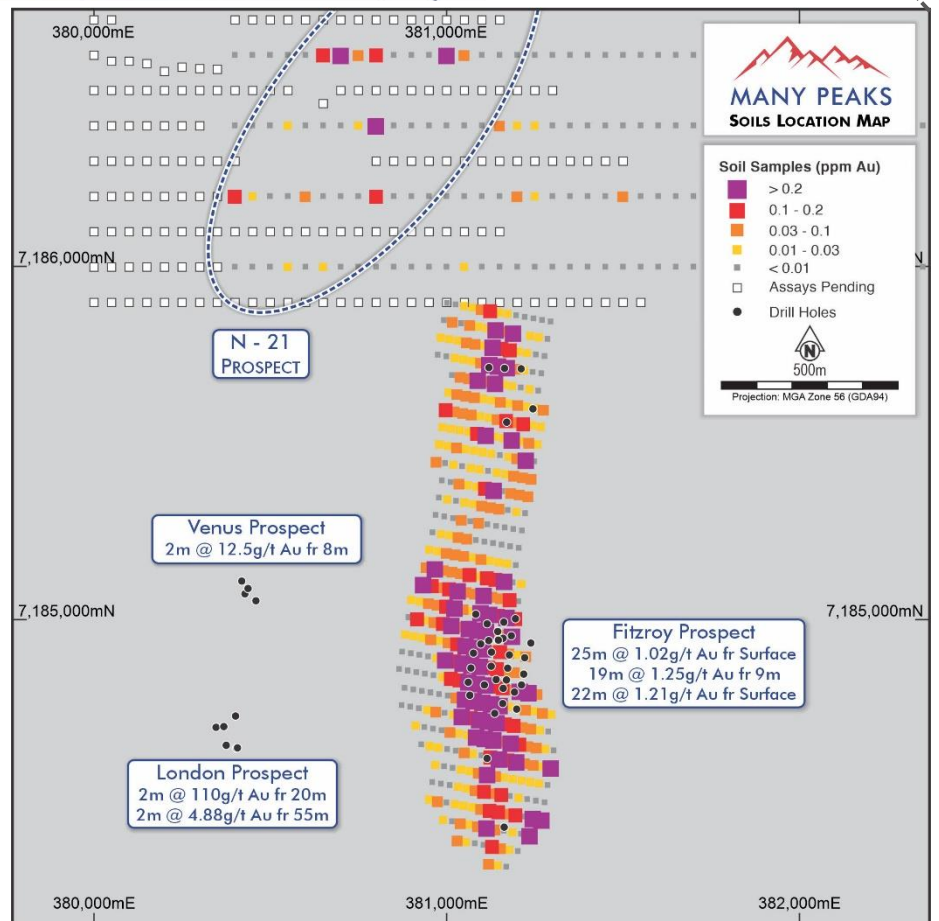 380,000mE
381,000mE
MANY PEAKS
SOILS LOCATION MAP
Soil Samples (ppm Au)
> 0.2
0.1 - 0.2
0.03 - 0.1
0.01 - 0.03
< 0.01
Assays Pending
Drill Holes
N
500m
Projection: MGA Zone 56 (GDA94)
7,186,000mN
N
N - 21
PROSPECT
Venus Prospect
2m @ 12.5g/t Au fr 8m
7,185,000mN
7,185,000mN
Fitzroy Prospect
25m @ 1.02g/t Au fr Surface
19m @ 1.25g/t Au fr 9m
22m @ 1.21g/t Au fr Surface
London Prospect
2m @ 110g/t Au fr 20m
2m @ 4.88g/t Au fr 55m
380,000mE
381,000mE
382,000mE